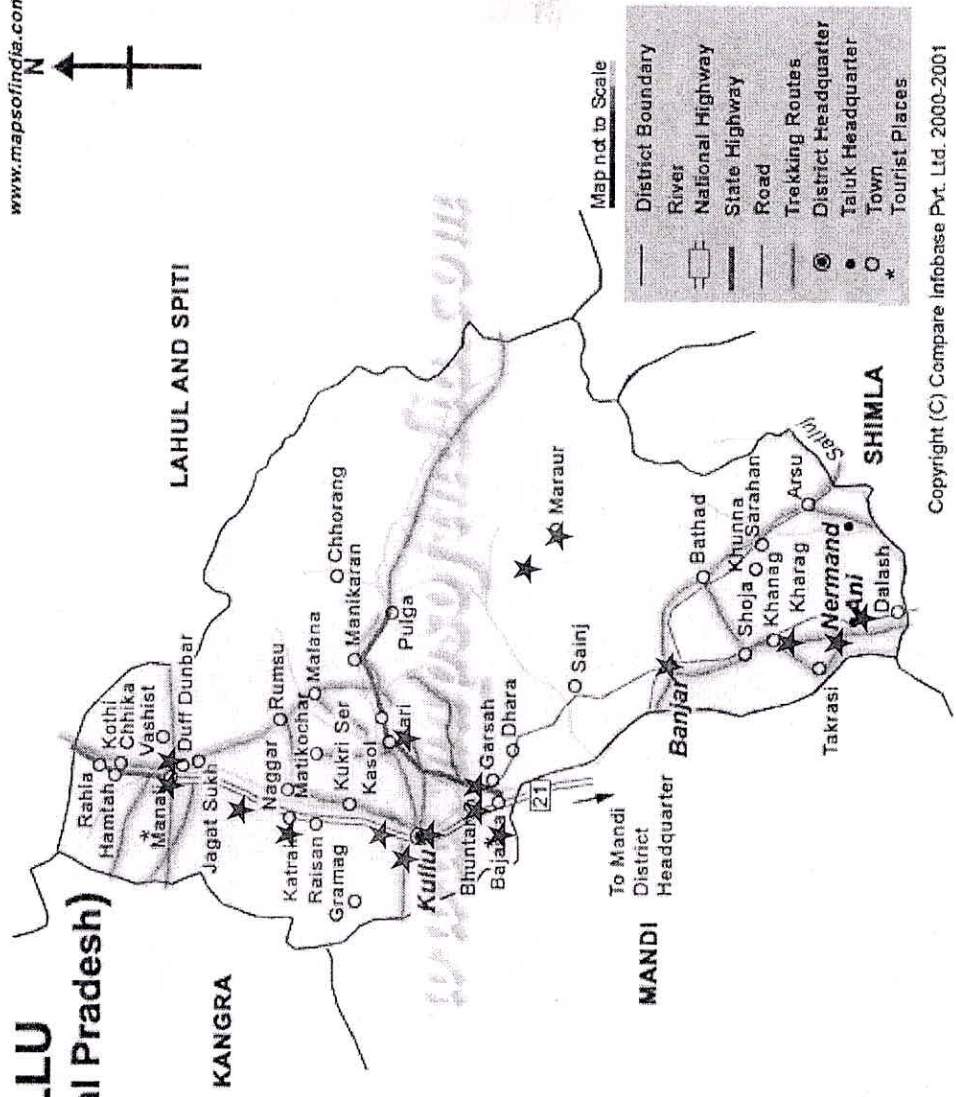 www.mapsofindia.com
LLU
al Pradesh)
N
LAHUL AND SPITI
KANGRA
MANDI
SHIMLA
Rahla
Kothi
Hamtah
Chhika
Vashist
Duff Dunbar
*
Jagat Sukh
Naggar
Rumsu
Katrain
Matikochar
Malana
Raisan
Kukri Ser
Chhorang
Gramag
Kasol
Manikaran
Pulga
Jari
Kullu
Bhuntar
Garsah
Dhara
21
Sainj
Maraur
To Mandi
District
Headquarter
Banjar
Bathad
Shoja
Khunna
Khanag
Sarahan
Kharag
Arsu
Satluj
Takrasi
Nermand
Ani
Dalash
Map not to Scale
District Boundary
River
National Highway
State Highway
Road
Trekking Routes
District Headquarter
Taluk Headquarter
Town
* Tourist Places
Copyright (C) Compare Infobase Pvt. Ltd. 2000-2001